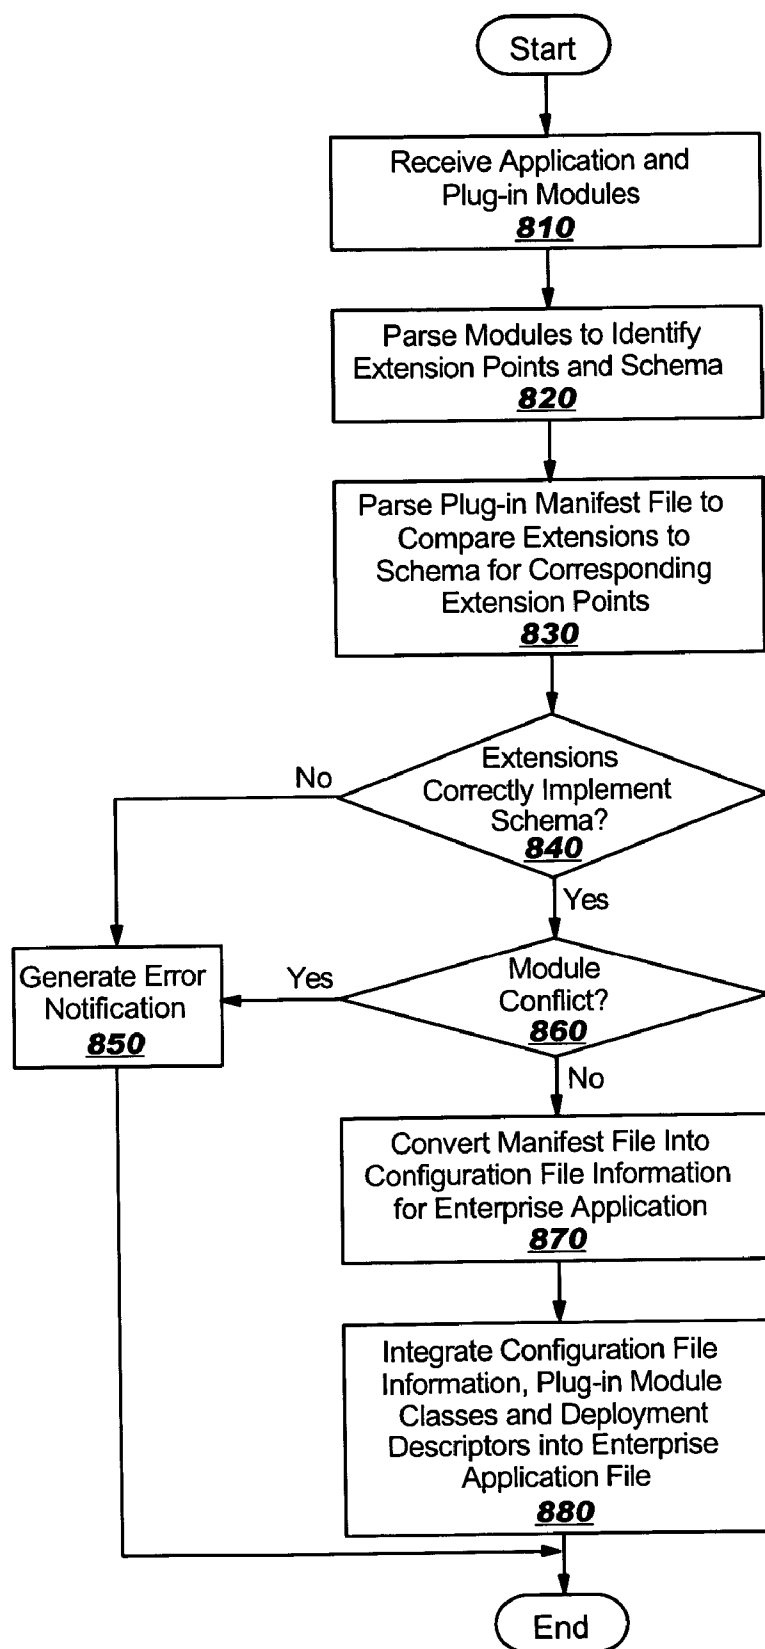 Start
Receive Application and
Plug-in Modules
810
Parse Modules to Identify
Extension Points and Schema
820
Parse Plug-in Manifest File to
Compare Extensions to
Schema for Corresponding
Extension Points
830
Extensions
Correctly Implement
Schema?
840
No
Yes
Generate Error
Notification
850
Yes
Module
Conflict?
860
No
Convert Manifest File Into
Configuration File Information
for Enterprise Application
870
Integrate Configuration File
Information, Plug-in Module
Classes and Deployment
Descriptors into Enterprise
Application File
880
End